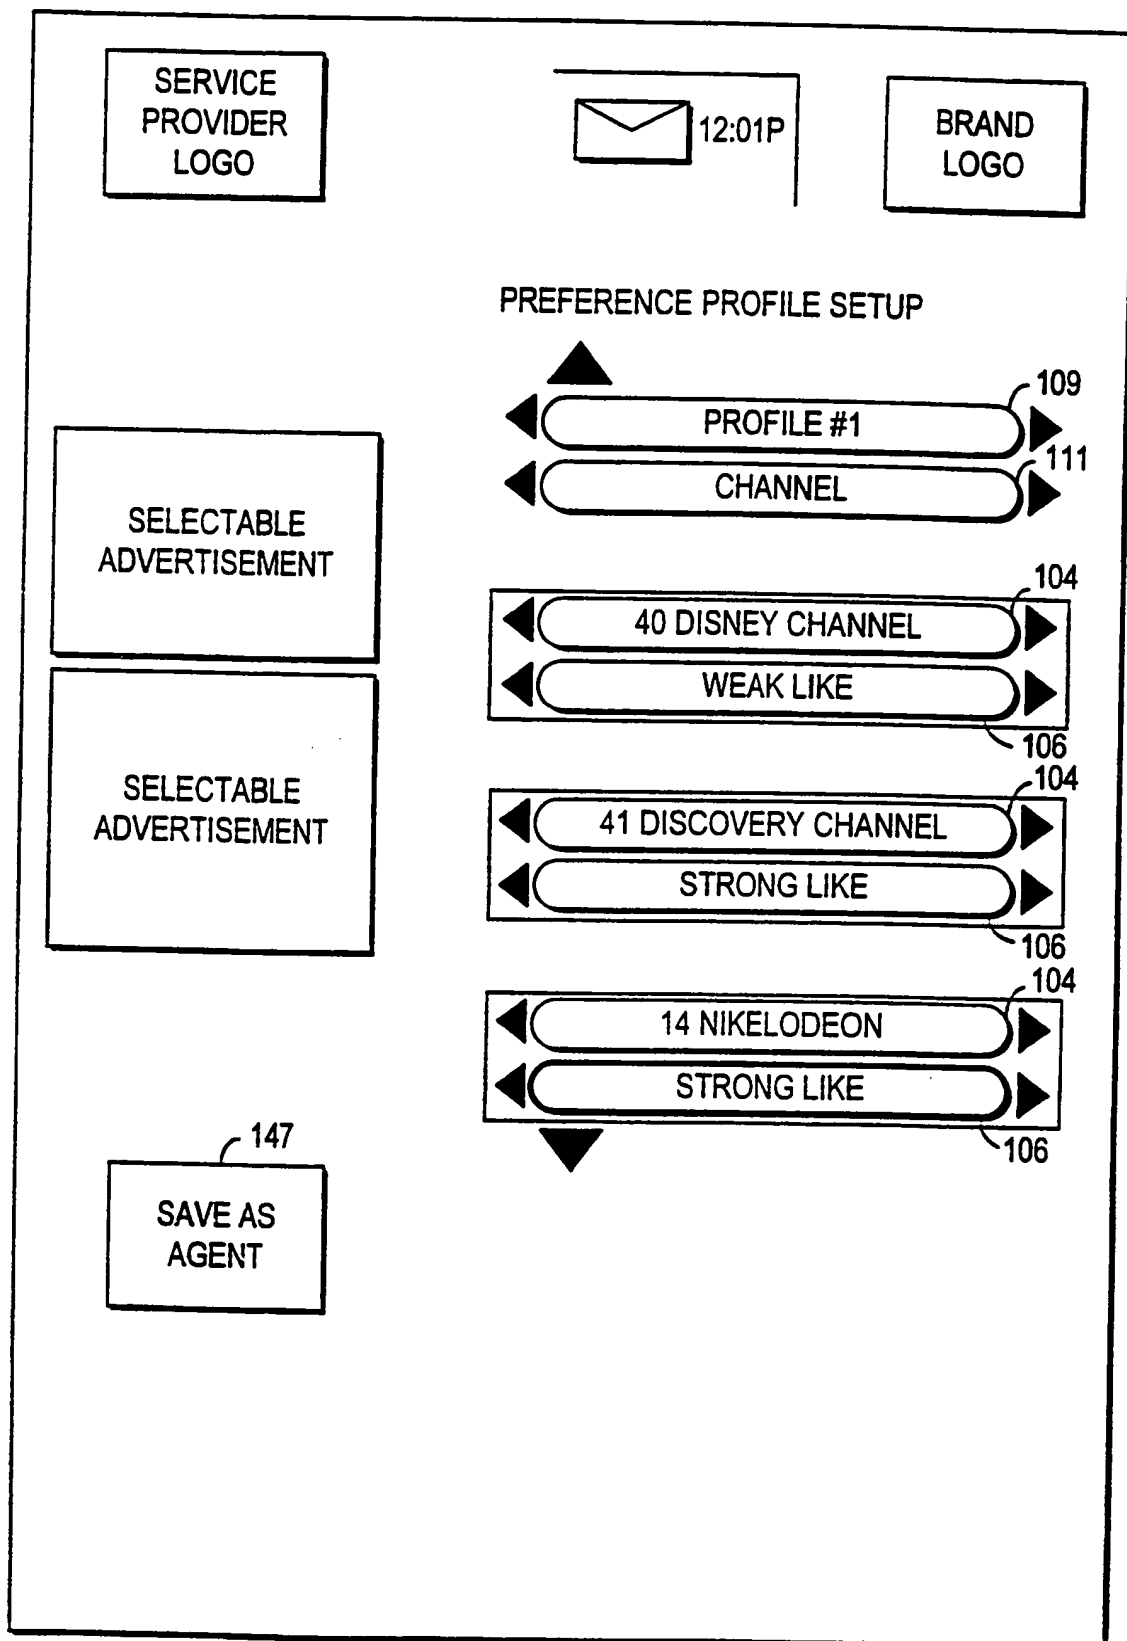 SERVICE
PROVIDER
LOGO
12:01P
BRAND
LOGO
PREFERENCE PROFILE SETUP
109
PROFILE #1
111
CHANNEL
SELECTABLE
ADVERTISEMENT
104
40 DISNEY CHANNEL
WEAK LIKE
106
SELECTABLE
ADVERTISEMENT
104
41 DISCOVERY CHANNEL
STRONG LIKE
106
104
14 NIKELODEON
STRONG LIKE
106
147
SAVE AS
AGENT